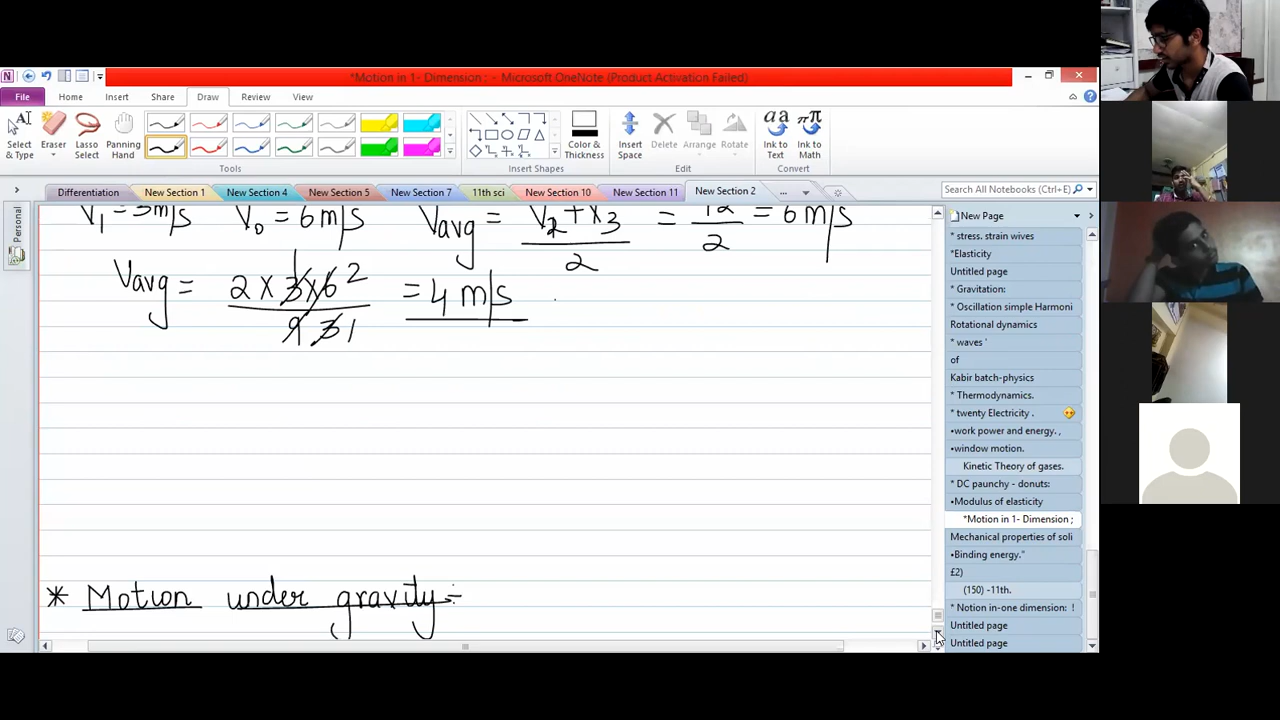 *Motion in 1- Dimension : - Microsoft OneNote (Product Activation Failed)
File Home Insert Share Draw Review View
Select & Type
Eraser
Lasso Select
Panning Hand
Color & Thickness
Insert Space
Delete
Arrange
Rotate
Ink to Text
Ink to Math
Tools
Insert Shapes
Edit
Convert
Differentiation New Section 1 New Section 4 New Section 5 New Section 7 11th sci New Section 10 New Section 11 New Section 2 ...
Search All Notebooks (Ctrl+E)
Personal
V₁ = 3m/s V₀ = 6m/s Vavg = V₂ + V₃ / 2 = 12 / 2 = 6 m/s
Vavg = 2 × 3 × 6 2 / 9 3 1 = 4 m/s
* Motion under gravity :-
New Page
* stress. strain wives
*Elasticity
Untitled page
* Gravitation:
* Oscillation simple Harmoni
Rotational dynamics
* waves '
of
Kabir batch-physics
* Thermodynamics.
* twenty Electricity .
•work power and energy. ,
•window motion.
Kinetic Theory of gases.
* DC paunchy - donuts:
•Modulus of elasticity
*Motion in 1- Dimension ;
Mechanical properties of soli
•Binding energy."
£2)
(150) -11th.
* Notion in-one dimension: !
Untitled page
Untitled page